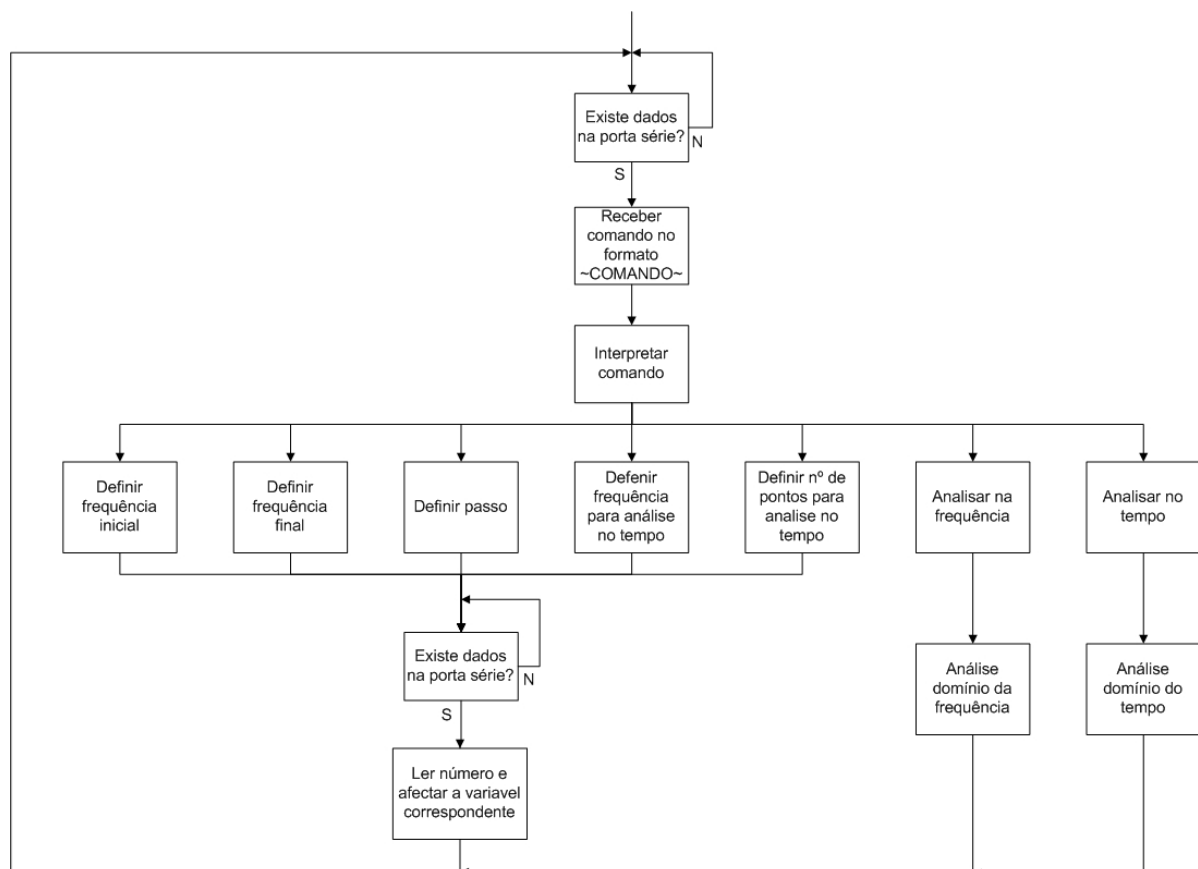 Existe dados
na porta série?
N
S
Receber
comando no
formato
~COMANDO~
Interpretar
comando
Definir
frequência
inicial
Definir
frequência
final
Definir passo
Defenir
frequência
para análise
no tempo
Definir nº de
pontos para
analise no
tempo
Analisar na
frequência
Analisar no
tempo
Existe dados
na porta série?
N
S
Ler número e
afectar a variavel
correspondente
Análise
domínio da
frequência
Análise
domínio do
tempo